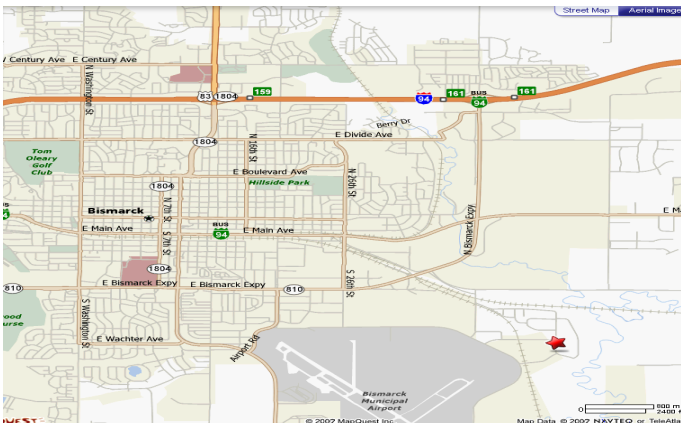 Street Map Aerial Image
Century Ave E Century Ave
N Washington St
83 1804 159
94 161 BUS 94 161
Berry Dr
E Divide Ave
1804
N 16th St
Tom
Oleary
Golf
Club
E Boulevard Ave
N 26th St
Hillside Park
1804
Bismarck
N 7th St
E Main Ave
BUS
94
E Main Ave
S 7th St
N Bismarck Expy
E M
1804
810
E Bismarck Expy E Bismarck Expy
810
S 26th St
S Washington St
ood
urse
E Wachter Ave
Airport Rd
Bismarck
Municipal
Airport
0 800 m
2400 f
© 2007 MapQuest Inc.
Map Data © 2007 NAVTEQ or TeleAtla